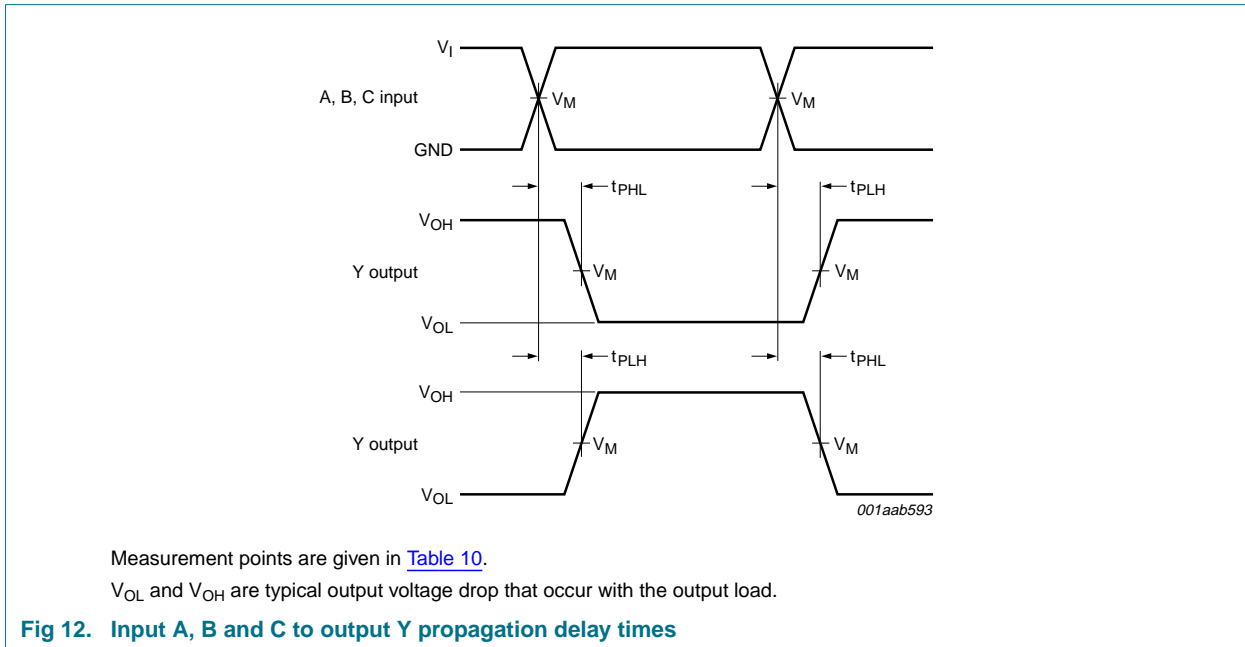 VI
A, B, C input
VM
VM
GND
tPHL
tPLH
VOH
Y output
VM
VM
VOL
tPLH
tPHL
VOH
Y output
VM
VM
VOL
001aab593
Measurement points are given in Table 10.
VOL and VOH are typical output voltage drop that occur with the output load.
Fig 12. Input A, B and C to output Y propagation delay times